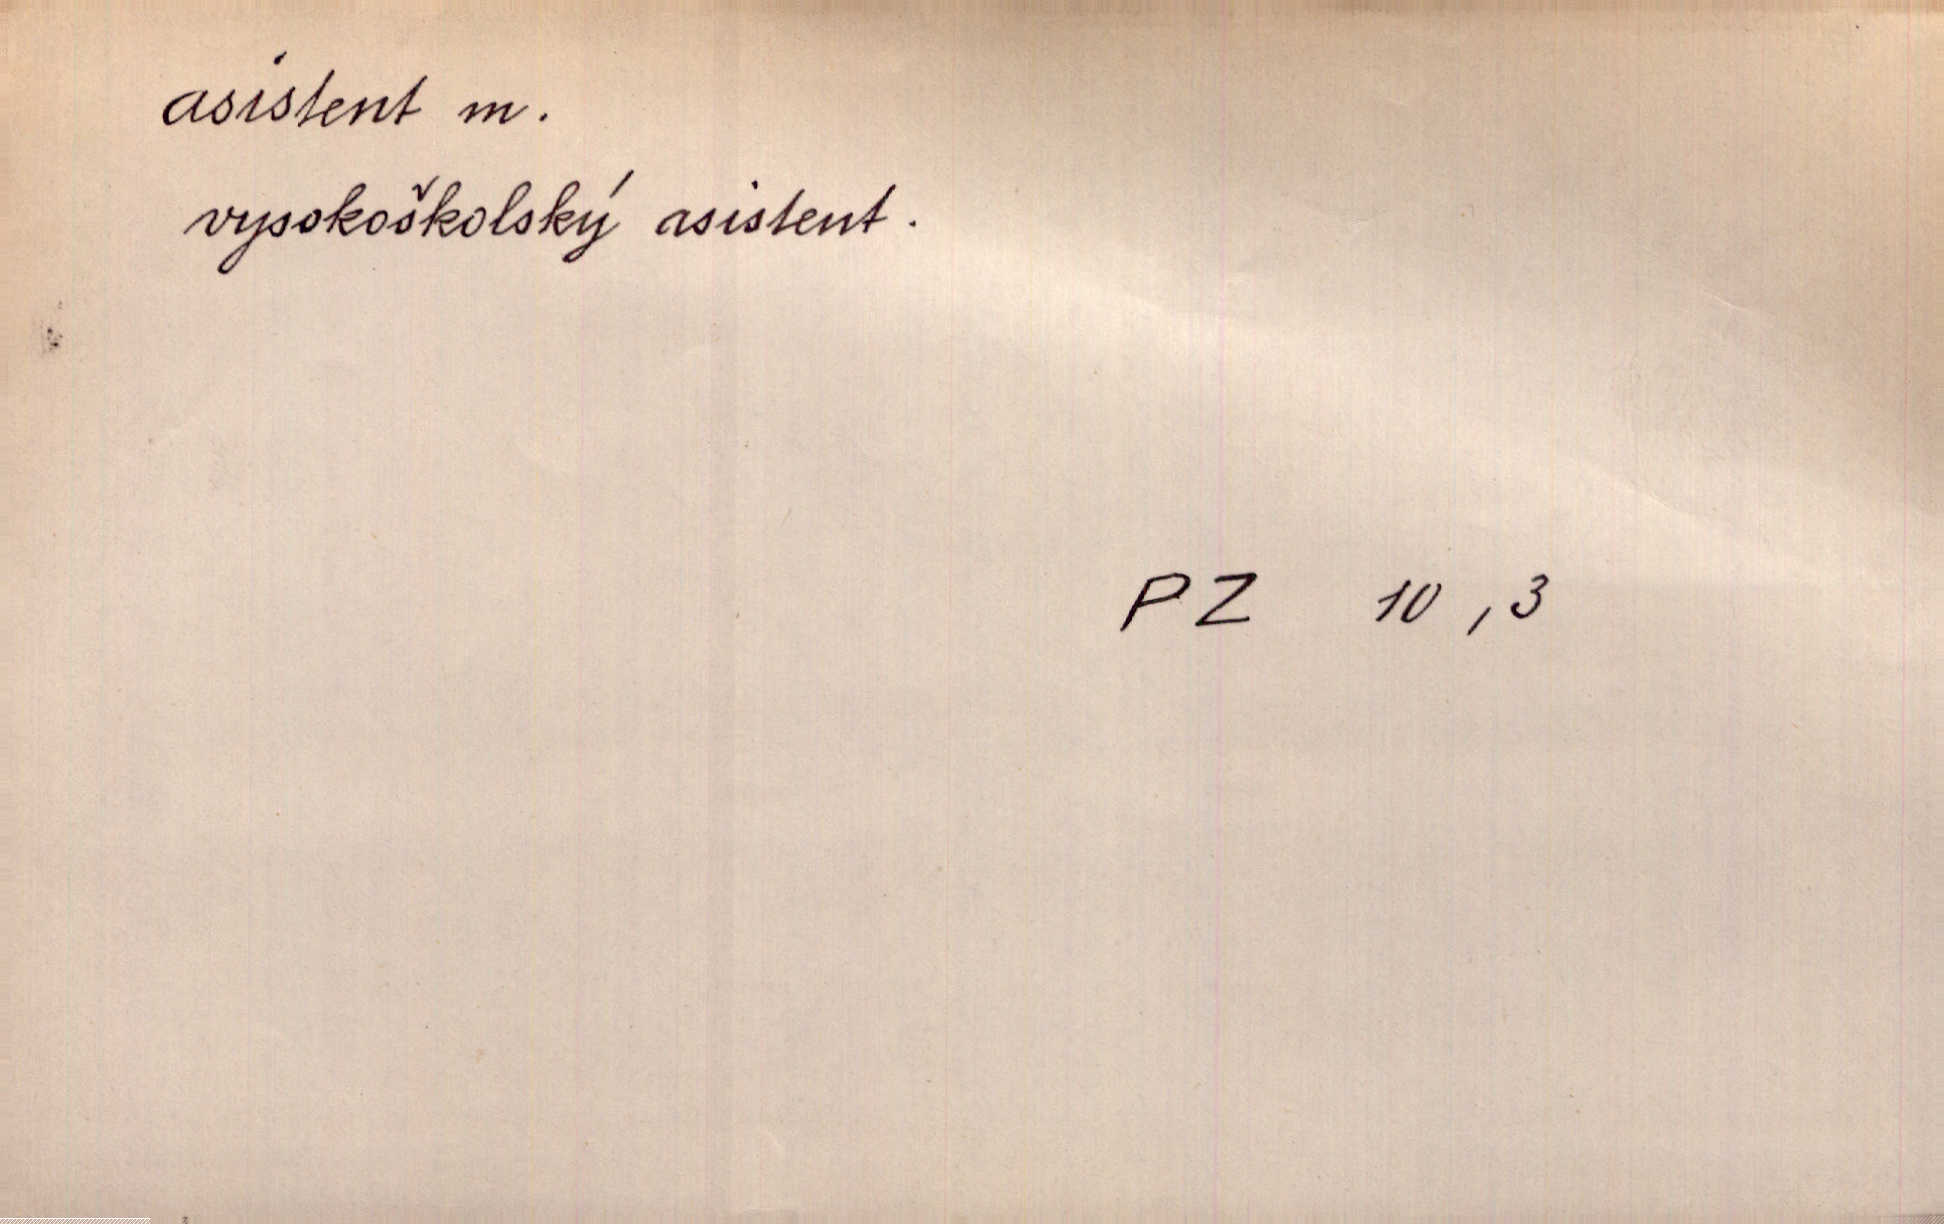 asistent m.
vysokoškolský asistent.
PZ 10,3